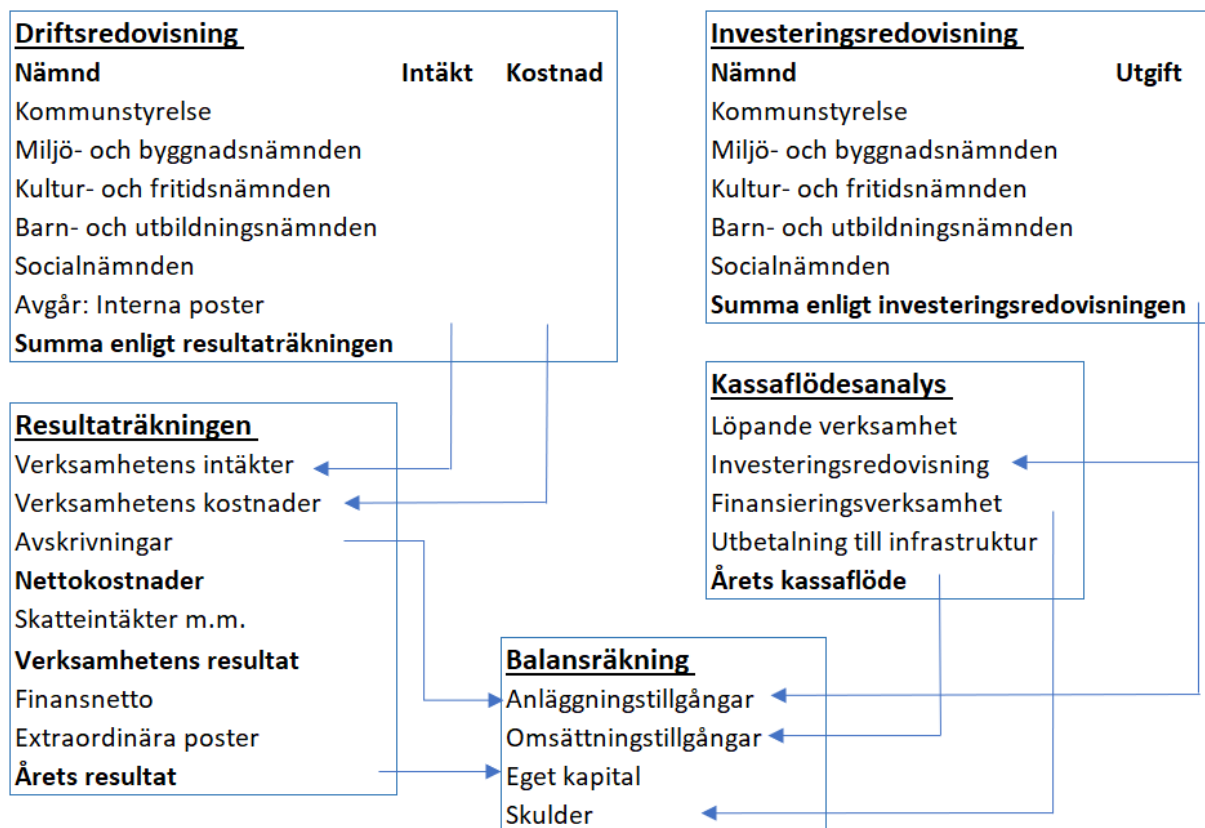 Driftsredovisning
Nämnd Intäkt Kostnad
Kommunstyrelse
Miljö- och byggnadsnämnden
Kultur- och fritidsnämnden
Barn- och utbildningsnämnden
Socialnämnden
Avgår: Interna poster
Summa enligt resultaträkningen
Investeringsredovisning
Nämnd Utgift
Kommunstyrelse
Miljö- och byggnadsnämnden
Kultur- och fritidsnämnden
Barn- och utbildningsnämnden
Socialnämnden
Summa enligt investeringsredovisningen
Resultaträkningen
Verksamhetens intäkter
Verksamhetens kostnader
Avskrivningar
Nettokostnader
Skatteintäkter m.m.
Verksamhetens resultat
Finansnetto
Extraordinära poster
Årets resultat
Kassaflödesanalys
Löpande verksamhet
Investeringsredovisning
Finansieringsverksamhet
Utbetalning till infrastruktur
Årets kassaflöde
Balansräkning
Anläggningstillgångar
Omsättningstillgångar
Eget kapital
Skulder